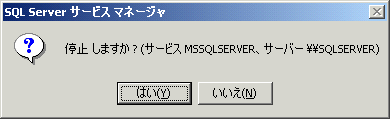 SQL Server サービス マネージャ
停止 しますか？(サービス MSSQLSERVER、サーバー ¥¥SQLSERVER)
はい(Y)
いいえ(N)